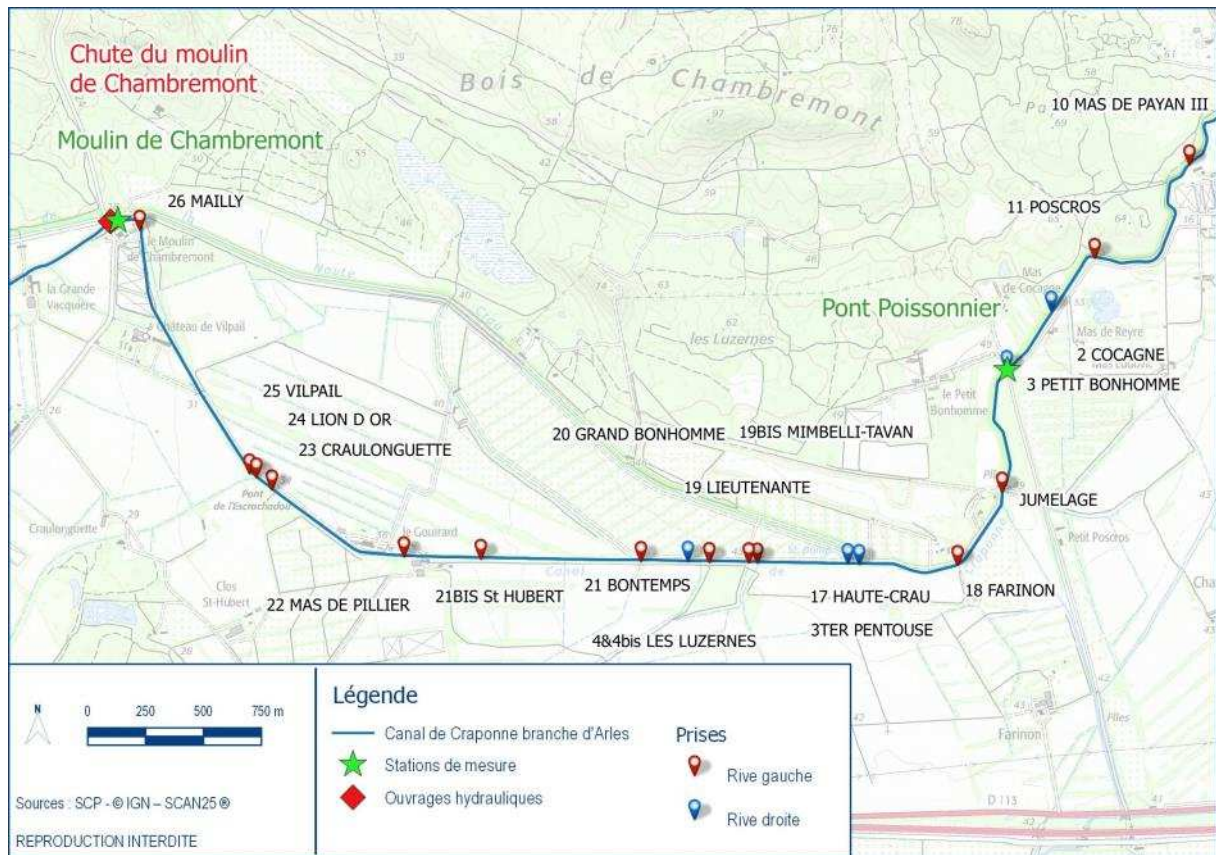 Chute du moulin
de Chambremont
Bois de Chambremont
10 MAS DE PAYAN III
Moulin de Chambremont
26 MAILLY
11 POSCROS
le Moulin
de Chambremont
la Grande
Vacquière
Château de Vilpail
Mas
de Cocagne
Pont Poissonnier
Mas de Reyre
les Luzernes
2 COCAGNE
3 PETIT BONHOMME
le Petit
Bonhomme
25 VILPAIL
24 LION D OR
23 CRAULONGUETTE
20 GRAND BONHOMME
19BIS MIMBELLI-TAVAN
19 LIEUTENANTE
JUMELAGE
Pont
de l'Escrachadou
Craulonguette
le Gouirard
Petit Poscros
Canal de
Clos
St-Hubert
22 MAS DE PILLIER
21BIS St HUBERT
21 BONTEMPS
17 HAUTE-CRAU
18 FARINON
4&4bis LES LUZERNES
3TER PENTOUSE
Farinon
D 113
N
0 250 500 750 m
Sources : SCP - © IGN – SCAN25 ®
REPRODUCTION INTERDITE
Légende
Canal de Craponne branche d'Arles
Stations de mesure
Ouvrages hydrauliques
Prises
Rive gauche
Rive droite